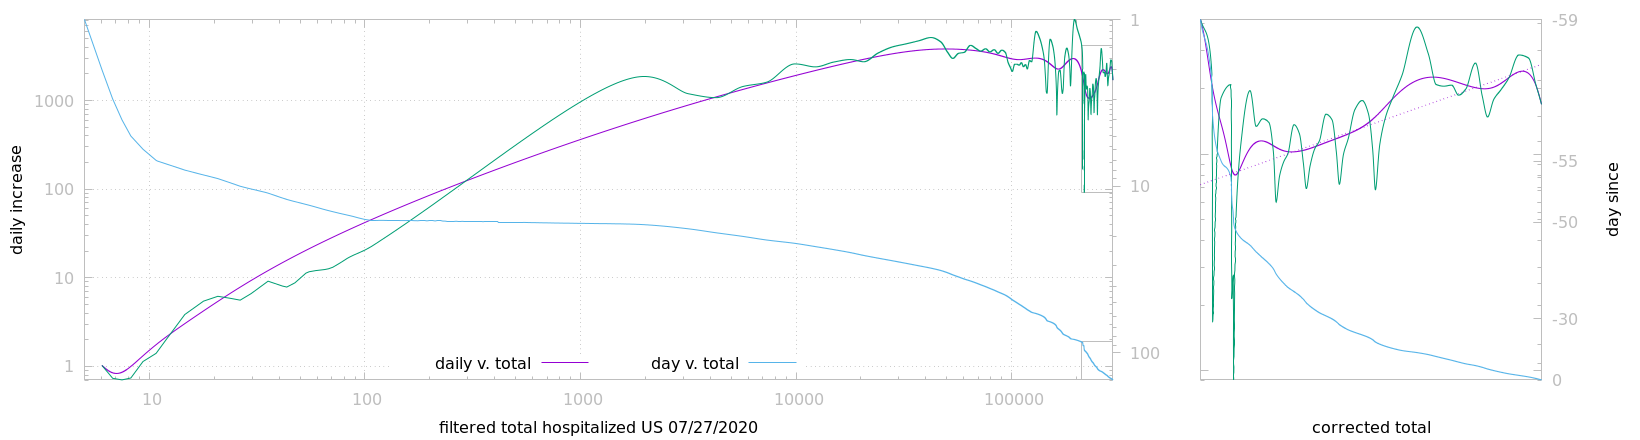 daily increase
1000
100
10
1
10
100
1000
10000
100000
daily v. total
day v. total
filtered total hospitalized US 07/27/2020
1
10
100
-59
-55
-50
-30
0
day since
corrected total